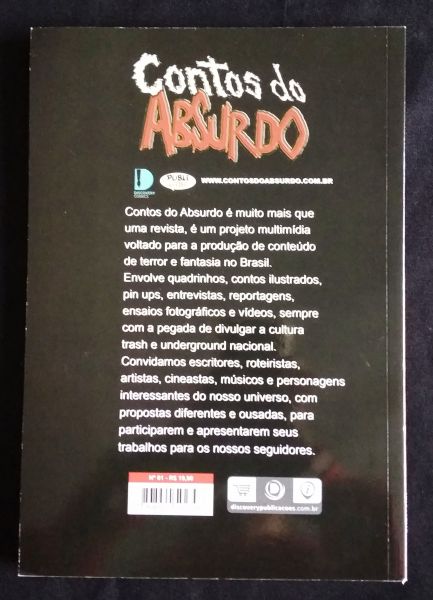 Contos do
ABSURDO
DISCOVERY
PUBLI
WWW.CONTOSDOABSURDO.COM.BR
Contos do Absurdo é muito mais que
uma revista, é um projeto multimídia
voltado para a produção de conteúdo
de terror e fantasia no Brasil.
Envolve quadrinhos, contos ilustrados,
pin ups, entrevistas, reportagens,
ensaios fotográficos e vídeos, sempre
com a pegada de divulgar a cultura
trash e underground nacional.
Convidamos escritores, roteiristas,
artistas, cineastas, músicos e personagens
interessantes do nosso universo, com
propostas diferentes e ousadas, para
participarem e apresentarem seus
trabalhos para os nossos seguidores.
Nº 01 - R$
discoverypublicacoes.com.br